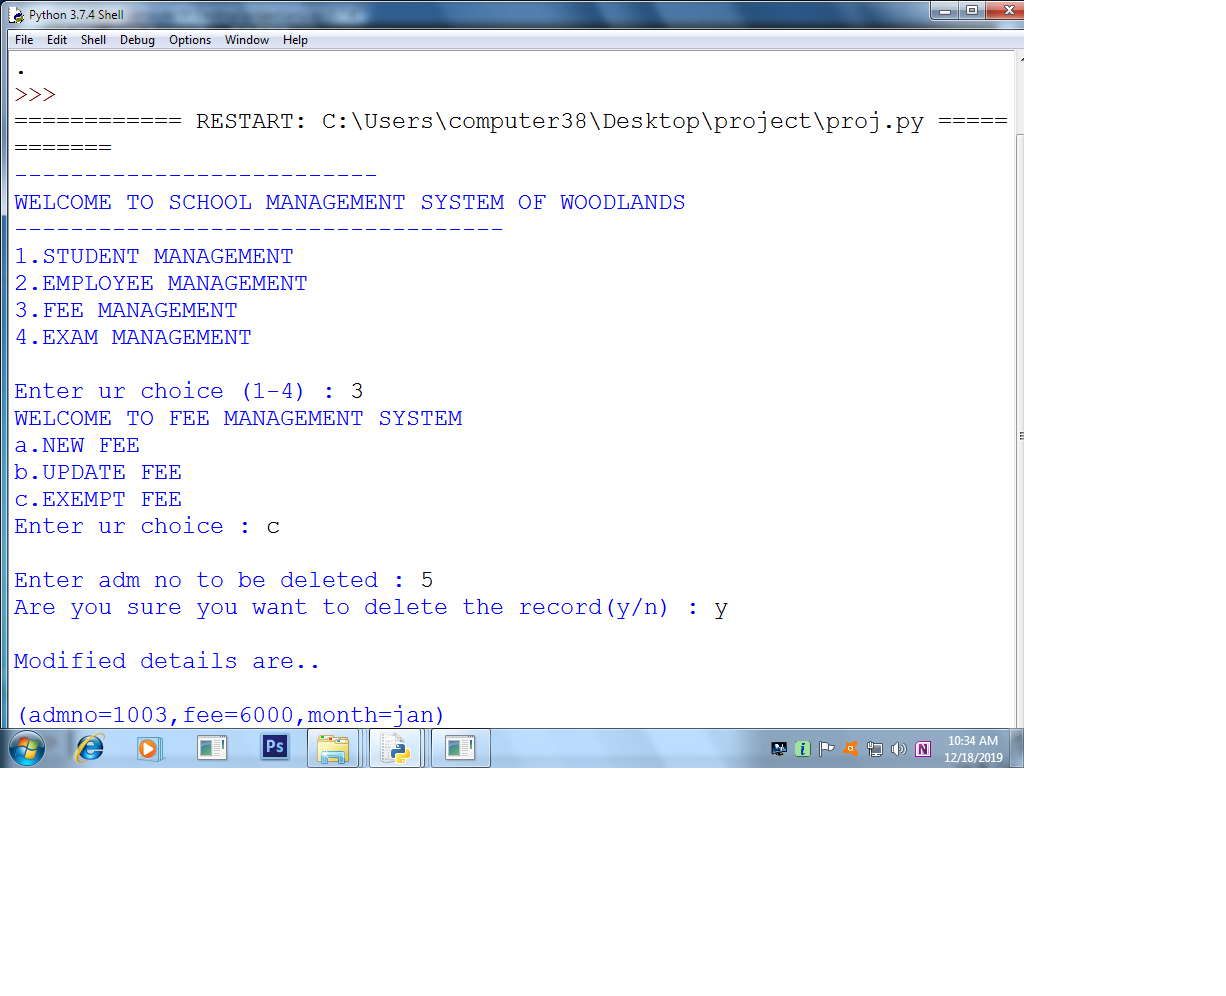 Python 3.7.4 Shell
File Edit Shell Debug Options Window Help
.
>>>
============ RESTART: C:\Users\computer38\Desktop\project\proj.py =====
=======
--------------------------
WELCOME TO SCHOOL MANAGEMENT SYSTEM OF WOODLANDS
-----------------------------------
1.STUDENT MANAGEMENT
2.EMPLOYEE MANAGEMENT
3.FEE MANAGEMENT
4.EXAM MANAGEMENT
Enter ur choice (1-4) : 3
WELCOME TO FEE MANAGEMENT SYSTEM
a.NEW FEE
b.UPDATE FEE
c.EXEMPT FEE
Enter ur choice : c
Enter adm no to be deleted : 5
Are you sure you want to delete the record(y/n) : y
Modified details are..
(admno=1003,fee=6000,month=jan)
Ps
N
10:34 AM
12/18/2019